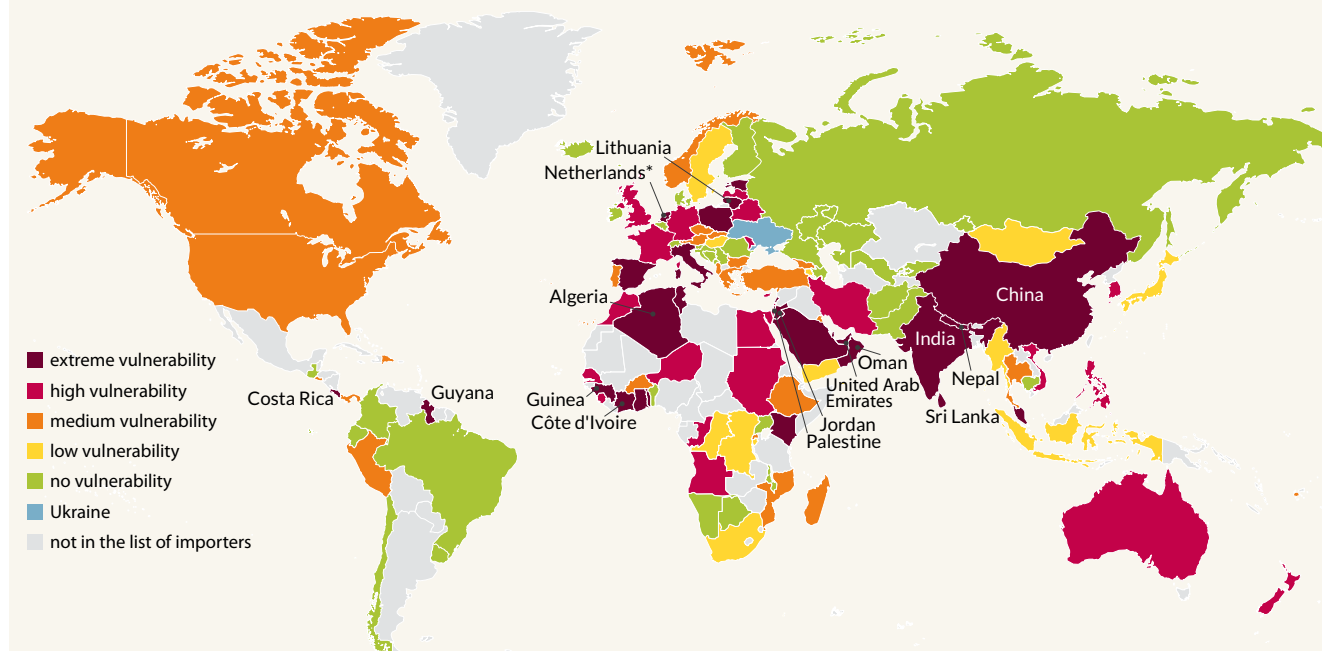 Lithuania
Netherlands*
Algeria
China
India
extreme vulnerability
high vulnerability
medium vulnerability
low vulnerability
no vulnerability
Ukraine
not in the list of importers
Costa Rica
Guyana
Guinea
Côte d'Ivoire
Oman
United Arab
Emirates
Nepal
Sri Lanka
Jordan
Palestine